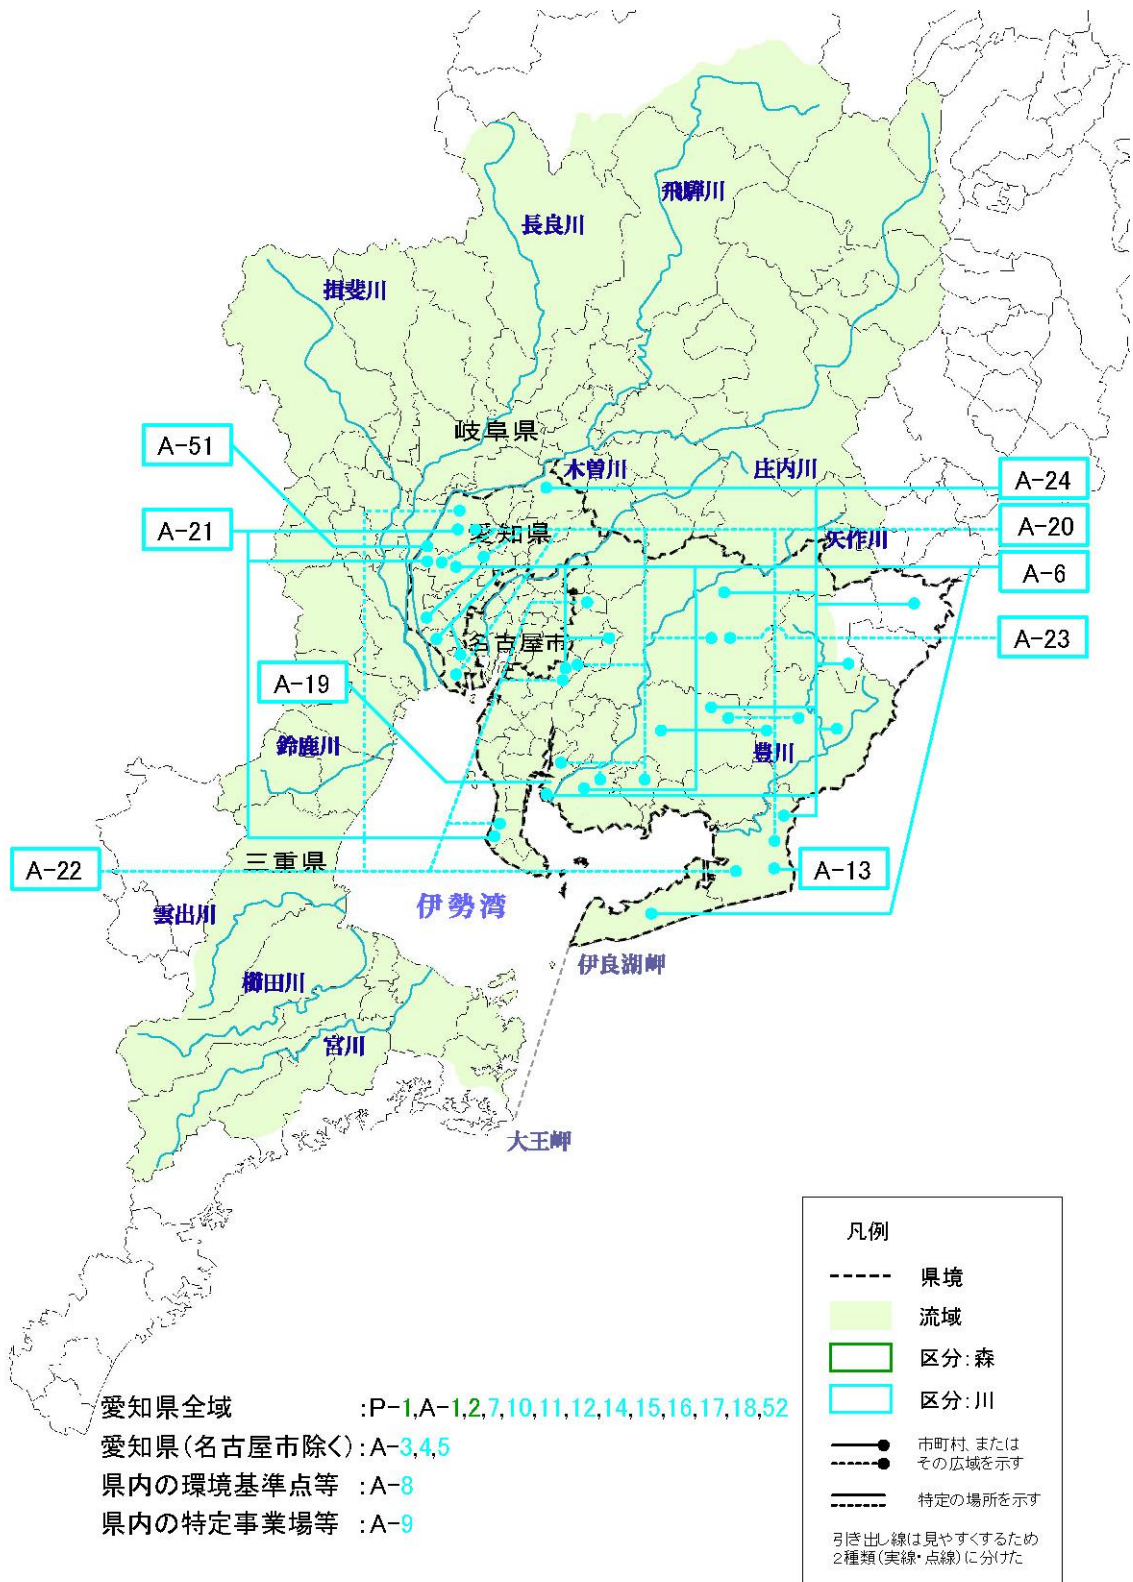 飛騨川
長良川
揖斐川
岐阜県
A-51
木曽川
庄内川
A-24
A-21
愛知県
A-20
矢作川
A-6
名古屋市
A-23
A-19
鈴鹿川
豊川
三重県
A-22
A-13
伊勢湾
雲出川
伊良湖岬
櫛田川
宮川
大王岬
凡例
県境
流域
区分:森
区分:川
市町村、または
その広域を示す
特定の場所を示す
引き出し線は見やすくするため
2種類(実線・点線)に分けた
愛知県全域 :P-1,A-1,2,7,10,11,12,14,15,16,17,18,52
愛知県(名古屋市除く):A-3,4,5
県内の環境基準点等 :A-8
県内の特定事業場等 :A-9